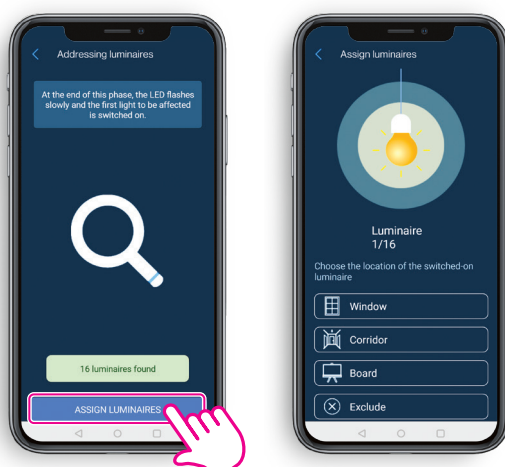 Addressing luminaires
At the end of this phase, the LED flashes
slowly and the first light to be affected
is switched on.
16 luminaires found
ASSIGN LUMINAIRES
Assign luminaires
Luminaire
1/16
Choose the location of the switched-on
luminaire
Window
Corridor
Board
Exclude